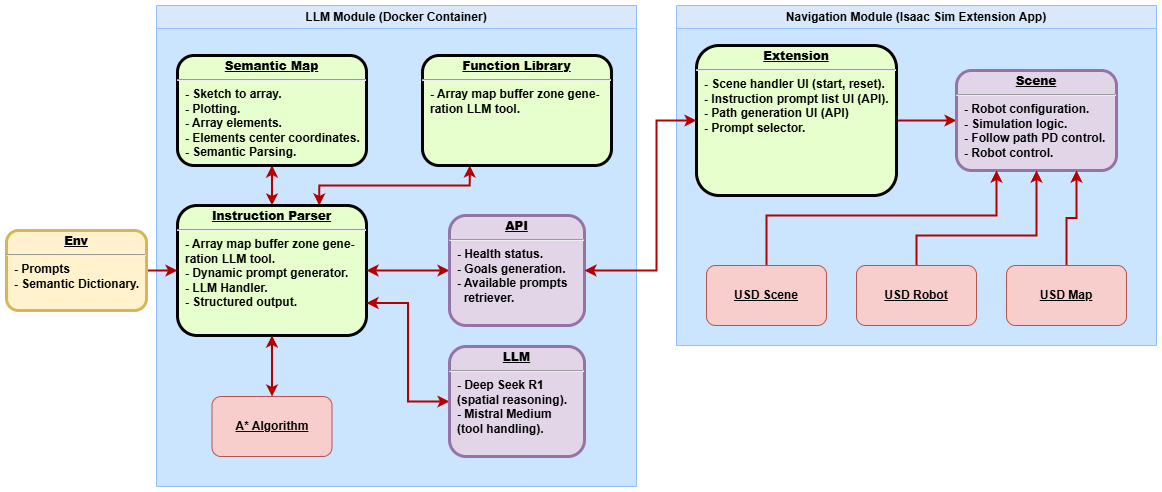 LLM Module (Docker Container)
Semantic Map
- Sketch to array.
- Plotting.
- Array elements.
- Elements center coordinates.
- Semantic Parsing.
Function Library
- Array map buffer zone gene-
ration LLM tool.
Env
- Prompts
- Semantic Dictionary.
Instruction Parser
- Array map buffer zone gene-
ration LLM tool.
- Dynamic prompt generator.
- LLM Handler.
- Structured output.
API
- Health status.
- Goals generation.
- Available prompts
retriever.
LLM
- Deep Seek R1
(spatial reasoning).
- Mistral Medium
(tool handling).
A* Algorithm
Navigation Module (Isaac Sim Extension App)
Extension
- Scene handler UI (start, reset).
- Instruction prompt list UI (API).
- Path generation UI (API)
- Prompt selector.
Scene
- Robot configuration.
- Simulation logic.
- Follow path PD control.
- Robot control.
USD Scene
USD Robot
USD Map